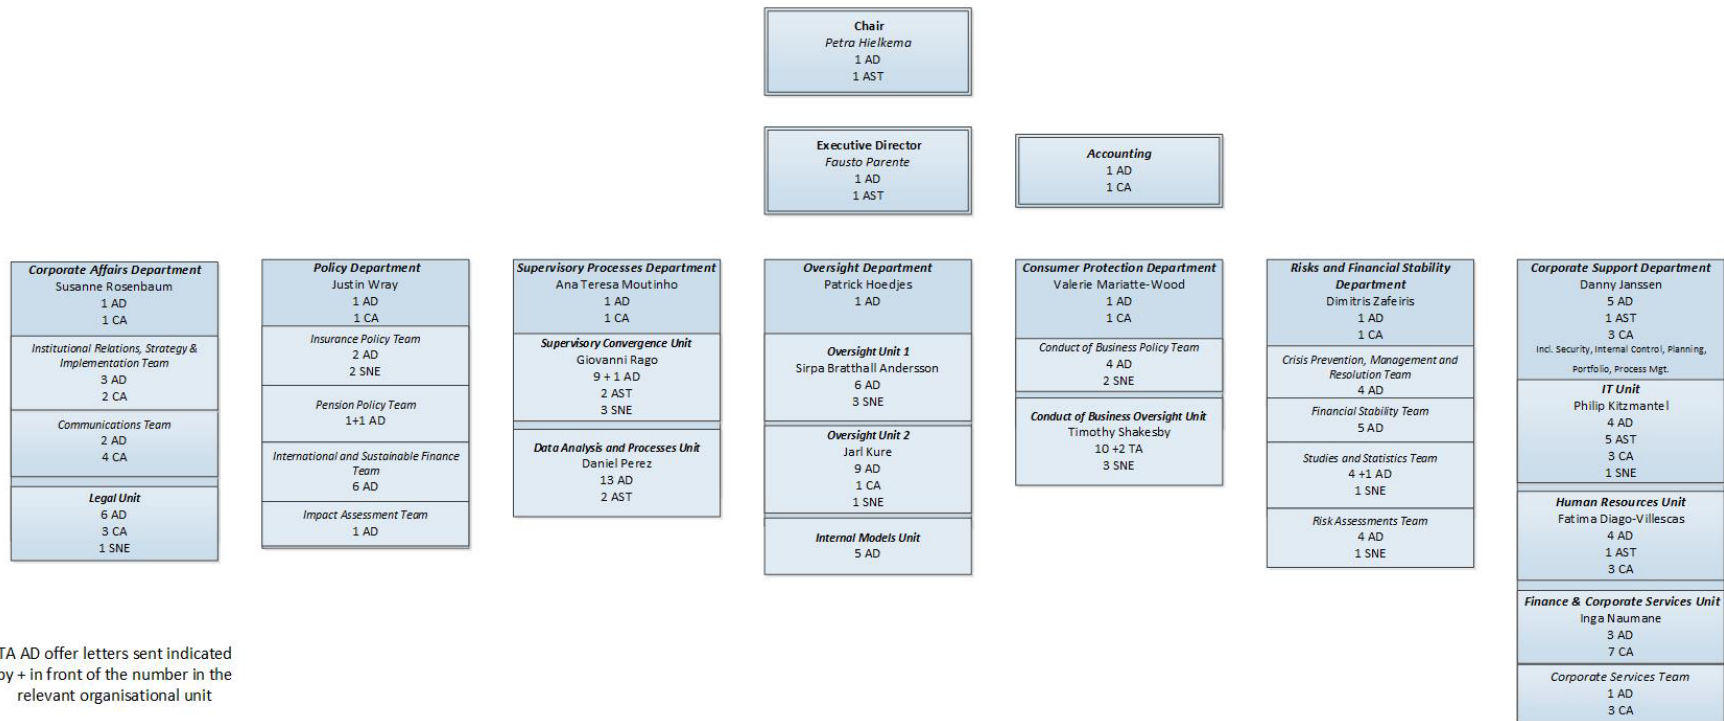 Chair
Petra Hielkema
1 AD
1 AST
Executive Director
Fausto Parente
1 AD
1 AST
Accounting
1 AD
1 CA
Corporate Affairs Department
Susanne Rosenbaum
1 AD
1 CA
Institutional Relations, Strategy &
Implementation Team
3 AD
2 CA
Communications Team
2 AD
4 CA
Legal Unit
6 AD
3 CA
1 SNE
Policy Department
Justin Wray
1 AD
1 CA
Insurance Policy Team
2 AD
2 SNE
Pension Policy Team
1+1 AD
International and Sustainable Finance
Team
6 AD
Impact Assessment Team
1 AD
Supervisory Processes Department
Ana Teresa Moutinho
1 AD
1 CA
Supervisory Convergence Unit
Giovanni Rago
9 + 1 AD
2 AST
3 SNE
Data Analysis and Processes Unit
Daniel Perez
13 AD
2 AST
Oversight Department
Patrick Hoedjes
1 AD
Oversight Unit 1
Sirpa Bratthall Andersson
6 AD
3 SNE
Oversight Unit 2
Jarl Kure
9 AD
1 CA
1 SNE
Internal Models Unit
5 AD
Consumer Protection Department
Valerie Mariatte-Wood
1 AD
1 CA
Conduct of Business Policy Team
4 AD
2 SNE
Conduct of Business Oversight Unit
Timothy Shakesby
10 +2 TA
3 SNE
Risks and Financial Stability
Department
Dimitris Zafeiris
1 AD
1 CA
Crisis Prevention, Management and
Resolution Team
4 AD
Financial Stability Team
5 AD
Studies and Statistics Team
4 +1 AD
1 SNE
Risk Assessments Team
4 AD
1 SNE
Corporate Support Department
Danny Janssen
5 AD
1 AST
3 CA
Incl. Security, Internal Control, Planning,
Portfolio, Process Mgt.
IT Unit
Philip Kitzmantel
4 AD
5 AST
3 CA
1 SNE
Human Resources Unit
Fatima Diago-Villescas
4 AD
1 AST
3 CA
Finance & Corporate Services Unit
Inga Naumane
3 AD
7 CA
Corporate Services Team
1 AD
3 CA
TA AD offer letters sent indicated
by + in front of the number in the
relevant organisational unit